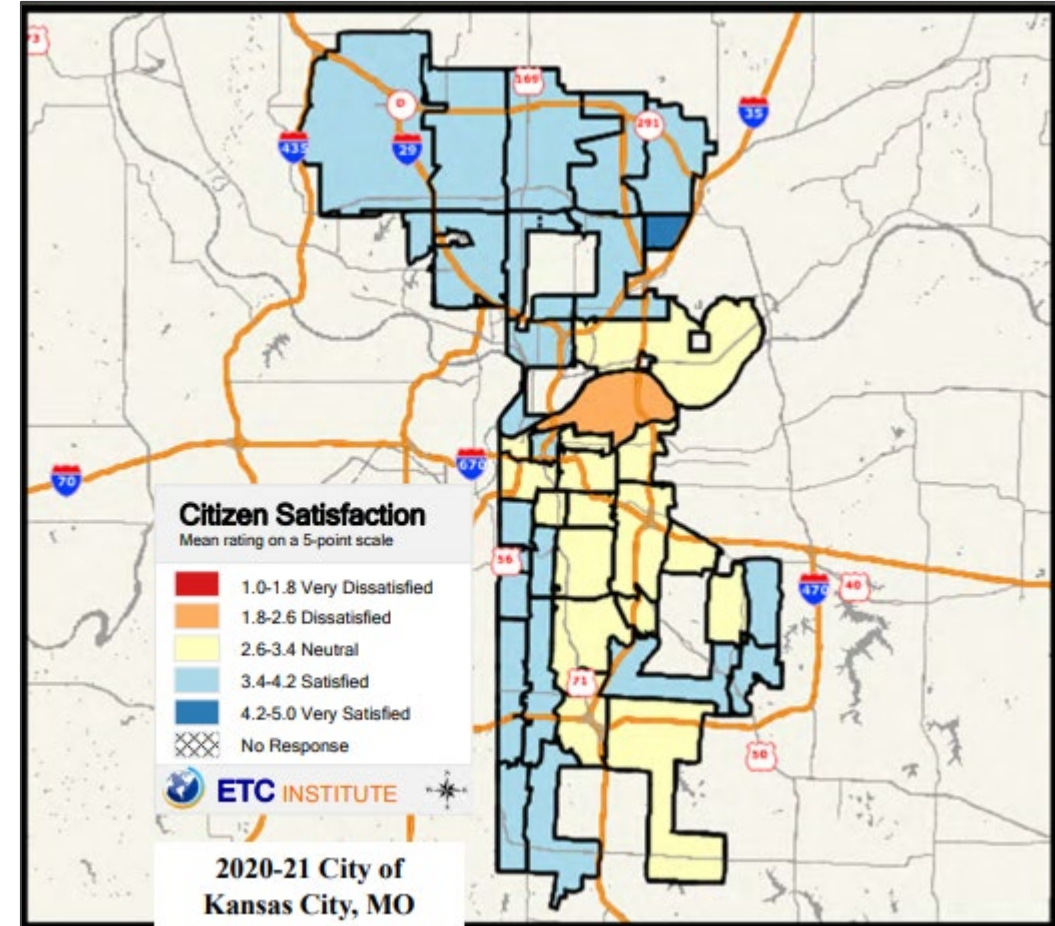 73
169
D
291
35
435
29
70
670
56
470
40
71
50
Citizen Satisfaction
Mean rating on a 5-point scale
1.0-1.8 Very Dissatisfied
1.8-2.6 Dissatisfied
2.6-3.4 Neutral
3.4-4.2 Satisfied
4.2-5.0 Very Satisfied
No Response
ETC INSTITUTE
2020-21 City of
Kansas City, MO